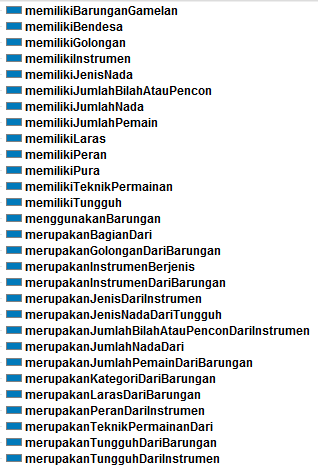 memilikiBarunganGamelan
memilikiBendesa
memilikiGolongan
memilikiInstrumen
memilikiJenisNada
memilikiJumlahBilahAtauPencon
memilikiJumlahNada
memilikiJumlahPemain
memilikiLaras
memilikiPeran
memilikiPura
memilikiTeknikPermainan
memilikiTungguh
menggunakanBarungan
merupakanBagianDari
merupakanGolonganDariBarungan
merupakanInstrumenBerjenis
merupakanInstrumenDariBarungan
merupakanJenisDariInstrumen
merupakanJenisNadaDariTungguh
merupakanJumlahBilahAtauPenconDariInstrumen
merupakanJumlahNadaDari
merupakanJumlahPemainDariBarungan
merupakanKategoriDariBarungan
merupakanLarasDariBarungan
merupakanPeranDariInstrumen
merupakanTeknikPermainanDari
merupakanTungguhDariBarungan
merupakanTungguhDariInstrumen